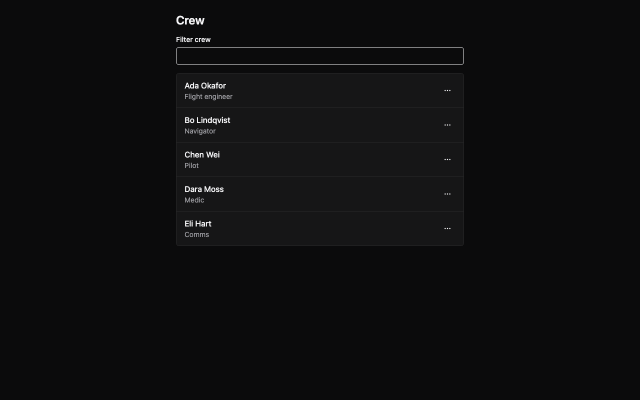 Crew
Filter crew
Ada Okafor
Flight engineer
Bo Lindqvist
Navigator
Chen Wei
Pilot
Dara Moss
Medic
Eli Hart
Comms